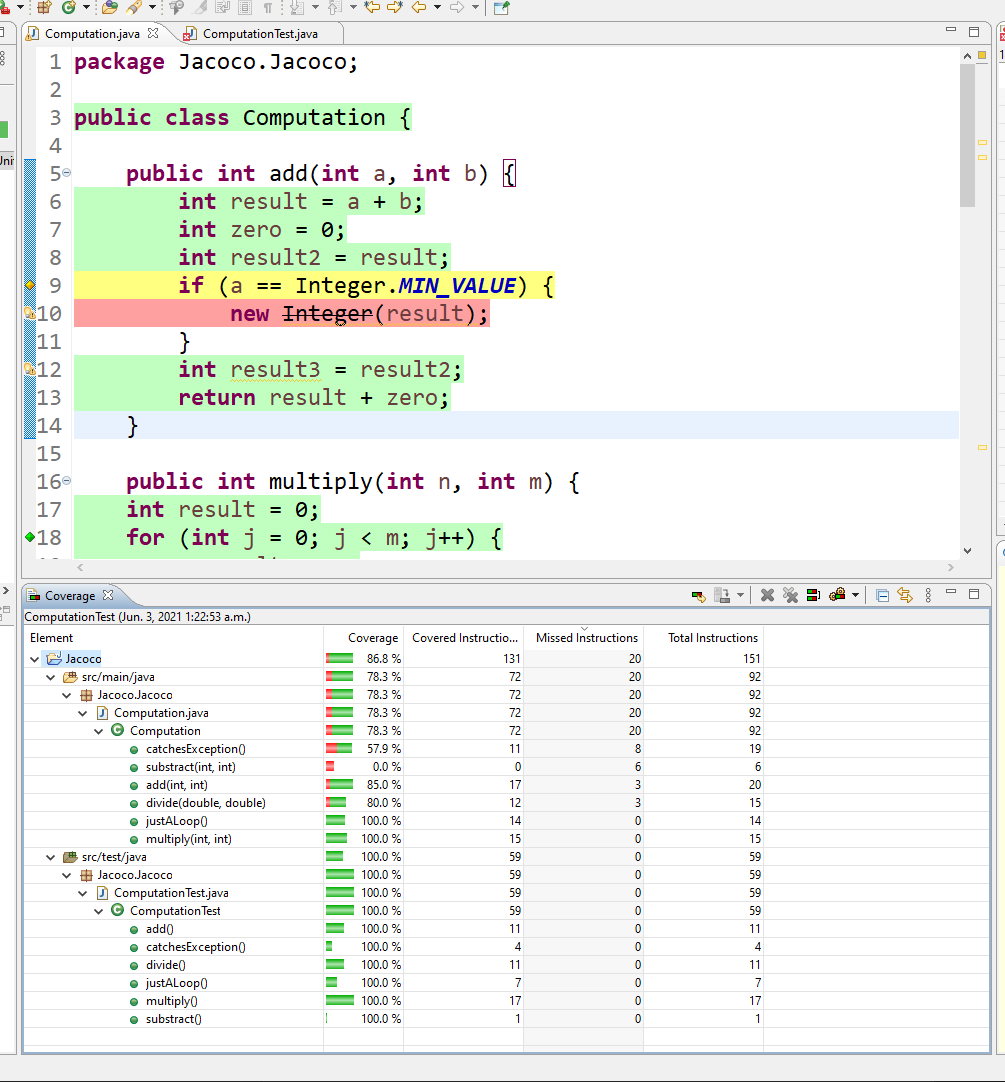 Computation.java ComputationTest.java
1 package Jacoco.Jacoco;
2
3 public class Computation {
4
5 public int add(int a, int b) {
6 int result = a + b;
7 int zero = 0;
8 int result2 = result;
9 if (a == Integer.MIN_VALUE) {
10 new Integer(result);
11 }
12 int result3 = result2;
13 return result + zero;
14 }
15
16 public int multiply(int n, int m) {
17 int result = 0;
18 for (int j = 0; j < m; j++) {
Coverage
ComputationTest (Jun. 3, 2021 1:22:53 a.m.)
Element Coverage Covered Instructio... Missed Instructions Total Instructions
Jacoco 86.8 % 131 20 151
src/main/java 78.3 % 72 20 92
Jacoco.Jacoco 78.3 % 72 20 92
Computation.java 78.3 % 72 20 92
Computation 78.3 % 72 20 92
catchesException() 57.9 % 11 8 19
substract(int, int) 0.0 % 0 6 6
add(int, int) 85.0 % 17 3 20
divide(double, double) 80.0 % 12 3 15
justALoop() 100.0 % 14 0 14
multiply(int, int) 100.0 % 15 0 15
src/test/java 100.0 % 59 0 59
Jacoco.Jacoco 100.0 % 59 0 59
ComputationTest.java 100.0 % 59 0 59
ComputationTest 100.0 % 59 0 59
add() 100.0 % 11 0 11
catchesException() 100.0 % 4 0 4
divide() 100.0 % 11 0 11
justALoop() 100.0 % 7 0 7
multiply() 100.0 % 17 0 17
substract() 100.0 % 1 0 1